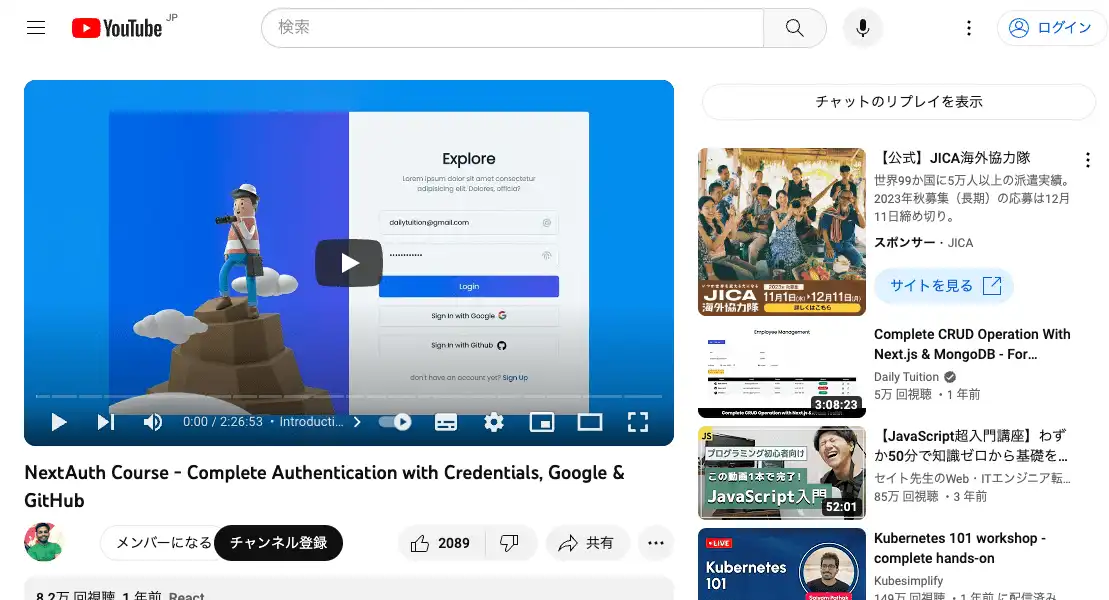 YouTube JP
検索
ログイン
Explore
Lorem ipsum dolor sit amet consectetur
adipisicing elit. Dolores, officia?
dailytuition@gmail.com
Login
Sign In with Google
Sign In with Github
don't have an account yet? Sign Up
0:00 / 2:26:53 • Introducti...
NextAuth Course - Complete Authentication with Credentials, Google &
GitHub
メンバーになる
チャンネル登録
2089
共有
8.2万 回視聴 1 年前 React
チャットのリプレイを表示
JICA
海外協力隊
11月1日(水)▶12月11日(月)
詳しくはこちら
【公式】JICA海外協力隊
世界99か国に5万人以上の派遣実績。
2023年秋募集（長期）の応募は12月
11日締め切り。
スポンサー・JICA
サイトを見る
Employee Management
Complete CRUD Operation with Next.js &
3:08:23
Complete CRUD Operation With
Next.js & MongoDB - For…
Daily Tuition
5万 回視聴 ・1 年前
JS
プログラミング初心者向け
この動画1本で完了！
JavaScript入門
52:01
【JavaScript超入門講座】わず
か50分で知識ゼロから基礎を…
セイト先生のWeb・ITエンジニア転…
85万 回視聴 ・3 年前
LIVE
Kubernetes
101
Saiyam Pathak
Kubernetes 101 workshop -
complete hands-on
Kubesimplify
149万 回視聴 ・1 年前 に配信済み